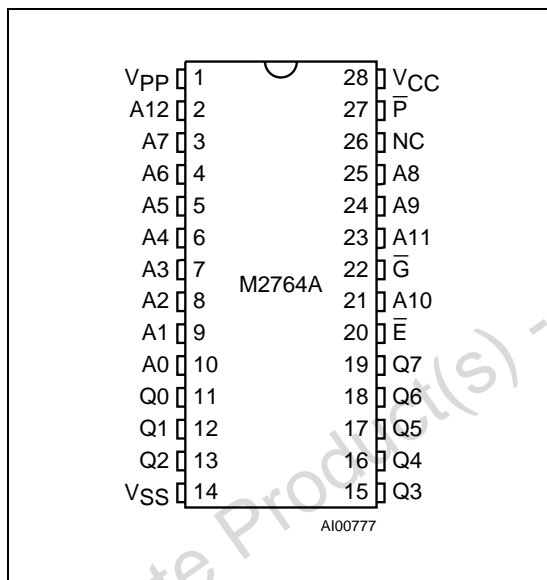 VPP 1 28 VCC
A12 2 27 P̅
A7 3 26 NC
A6 4 25 A8
A5 5 24 A9
A4 6 23 A11
A3 7 22 G̅
M2764A
A2 8 21 A10
A1 9 20 E̅
A0 10 19 Q7
Q0 11 18 Q6
Q1 12 17 Q5
Q2 13 16 Q4
VSS 14 15 Q3
AI00777
te Product(s) -